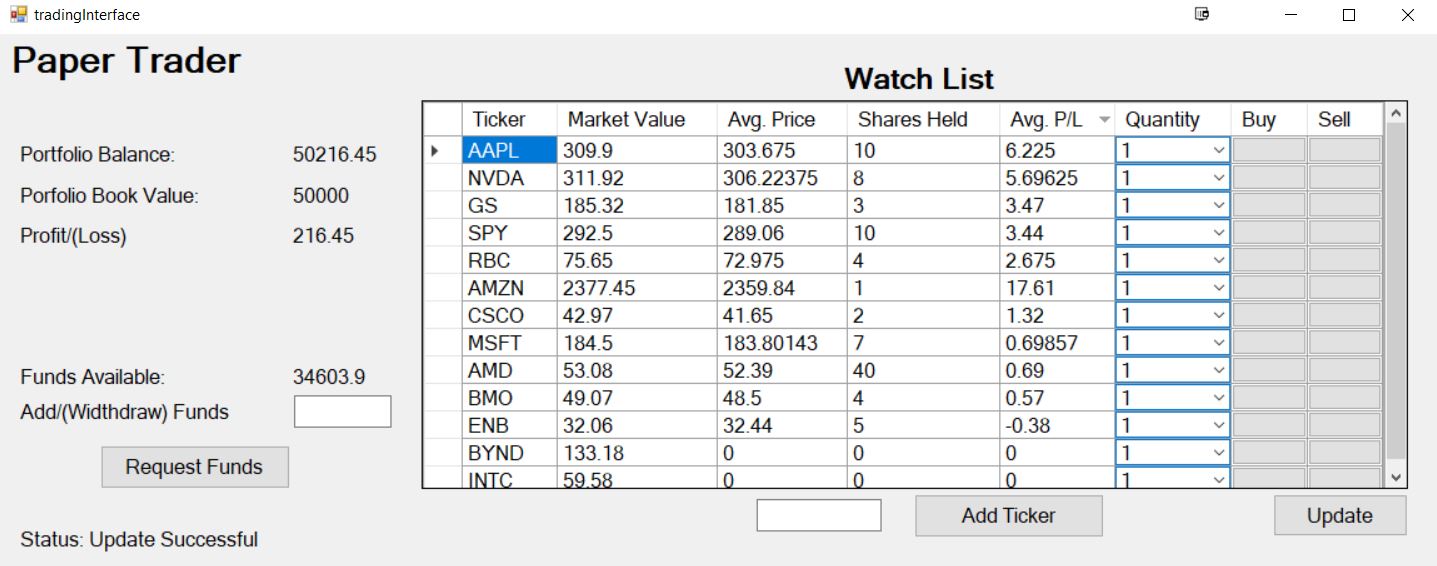 tradingInterface
Paper Trader
Watch List
Ticker Market Value Avg. Price Shares Held Avg. P/L Quantity Buy Sell
AAPL 309.9 303.675 10 6.225 1
NVDA 311.92 306.22375 8 5.69625 1
GS 185.32 181.85 3 3.47 1
SPY 292.5 289.06 10 3.44 1
RBC 75.65 72.975 4 2.675 1
AMZN 2377.45 2359.84 1 17.61 1
CSCO 42.97 41.65 2 1.32 1
MSFT 184.5 183.80143 7 0.69857 1
AMD 53.08 52.39 40 0.69 1
BMO 49.07 48.5 4 0.57 1
ENB 32.06 32.44 5 -0.38 1
BYND 133.18 0 0 0 1
INTC 59.58 0 0 0 1
Portfolio Balance: 50216.45
Porfolio Book Value: 50000
Profit/(Loss) 216.45
Funds Available: 34603.9
Add/(Widthdraw) Funds
Request Funds
Add Ticker
Update
Status: Update Successful